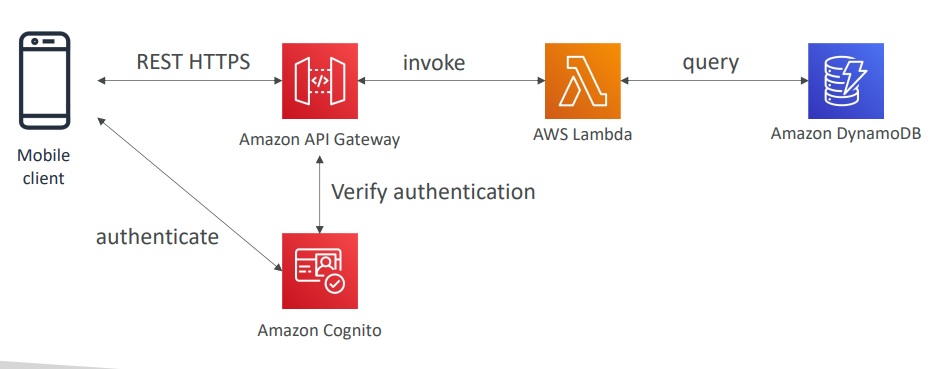 REST HTTPS
invoke
query
Amazon API Gateway
AWS Lambda
Amazon DynamoDB
Mobile
client
Verify authentication
authenticate
Amazon Cognito